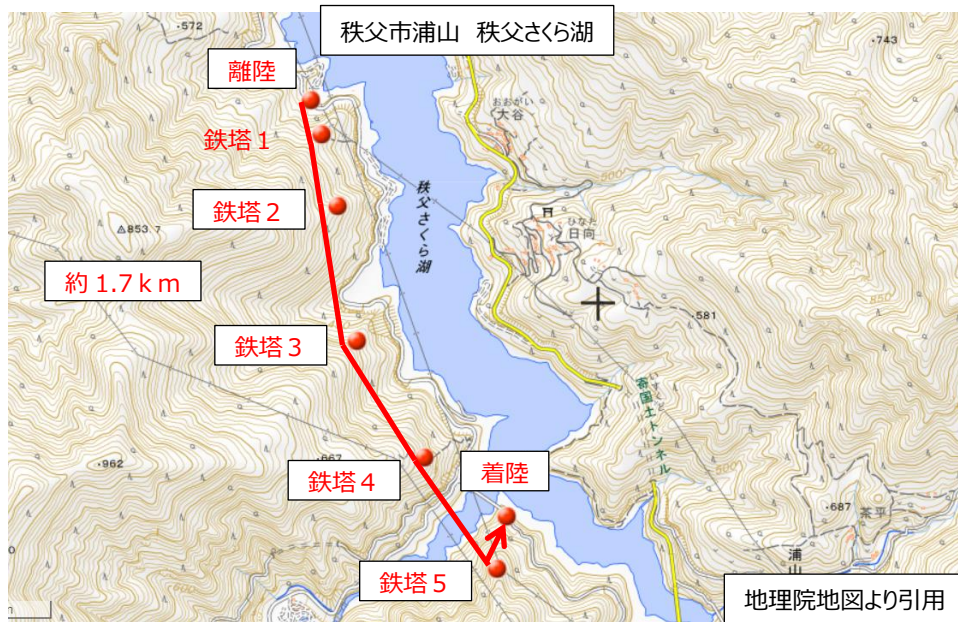 秩父市浦山 秩父さくら湖
・572
・743
離陸
おおがい
大谷
鉄塔１
800
500
鉄塔２
秩父さくら湖
ひなた
日向
853.7
約 1.7ｋｍ
850
・581
鉄塔３
寄国土トンネル
・962
・667
500
着陸
鉄塔４
・687
茶平
浦山
鉄塔５
地理院地図より引用